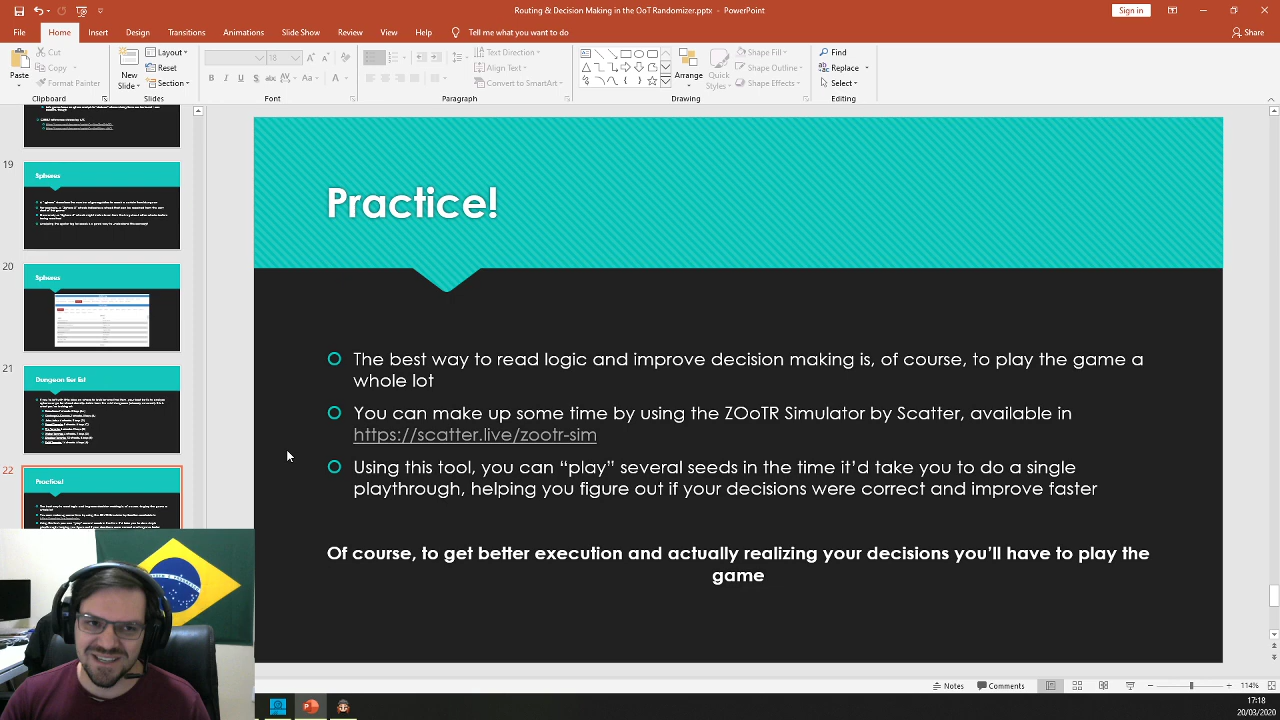 Routing & Decision Making in the OoT Randomizer.pptx - PowerPoint
Sign in
File Home Insert Design Transitions Animations Slide Show Review View Help Tell me what you want to do
Share
Paste
Cut
Copy
Format Painter
Clipboard
New Slide
Layout
Reset
Section
Slides
18
Font
Text Direction
Align Text
Convert to SmartArt
Paragraph
Arrange
Quick Styles
Shape Fill
Shape Outline
Shape Effects
Drawing
Find
Replace
Select
Editing
19
Spheres
20
Spheres
21
Dungeon tier list
22
Practice!
Practice!
The best way to read logic and improve decision making is, of course, to play the game a
whole lot
You can make up some time by using the ZOoTR Simulator by Scatter, available in
https://scatter.live/zootr-sim
Using this tool, you can “play” several seeds in the time it’d take you to do a single
playthrough, helping you figure out if your decisions were correct and improve faster
Of course, to get better execution and actually realizing your decisions you’ll have to play the
game
Notes
Comments
114%
17:18
20/03/2020